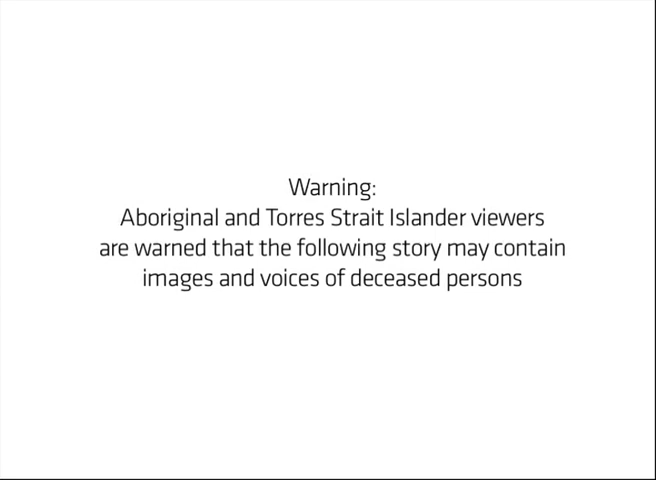 Warning:
Aboriginal and Torres Strait Islander viewers
are warned that the following story may contain
images and voices of deceased persons